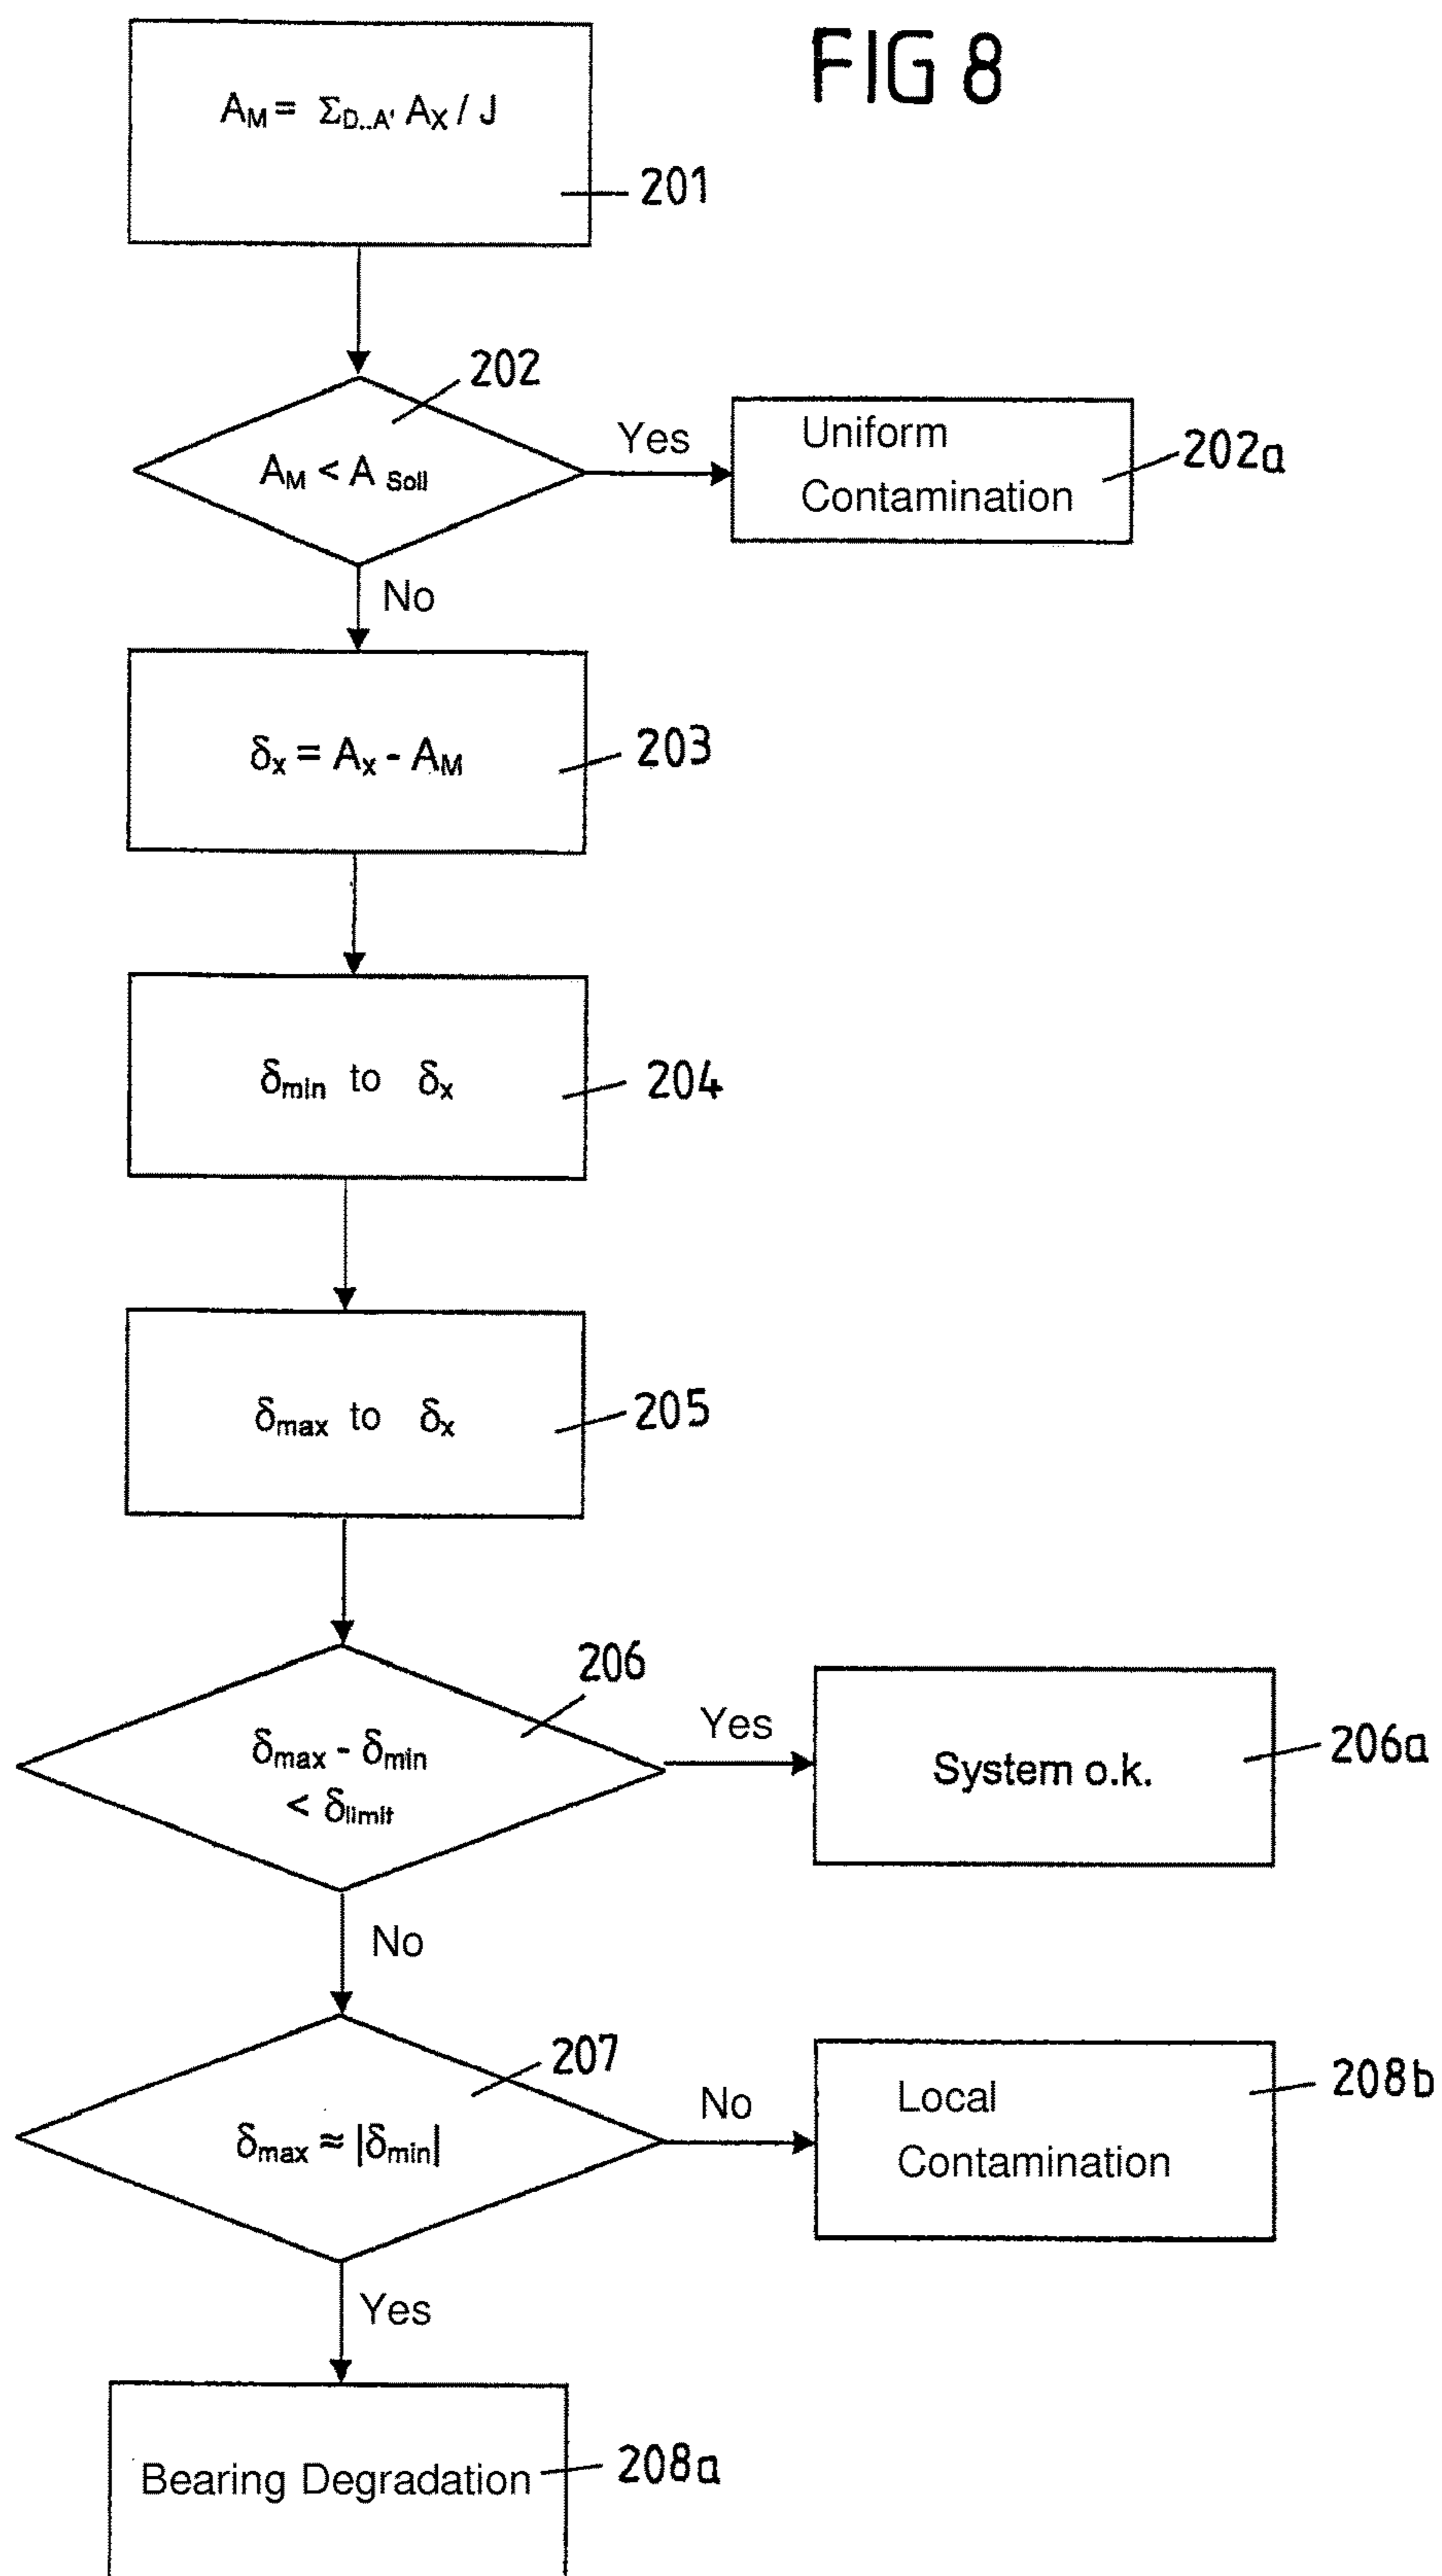 FIG 8
A_M = Σ_D..A' A_X / J
201
202
A_M < A_Soll
Yes
Uniform
Contamination
202a
No
δ_x = A_x - A_M
203
δ_min to δ_x
204
δ_max to δ_x
205
206
δ_max - δ_min
< δ_limit
Yes
System o.k.
206a
No
207
δ_max ≈ |δ_min|
No
Local
Contamination
208b
Yes
Bearing Degradation
208a